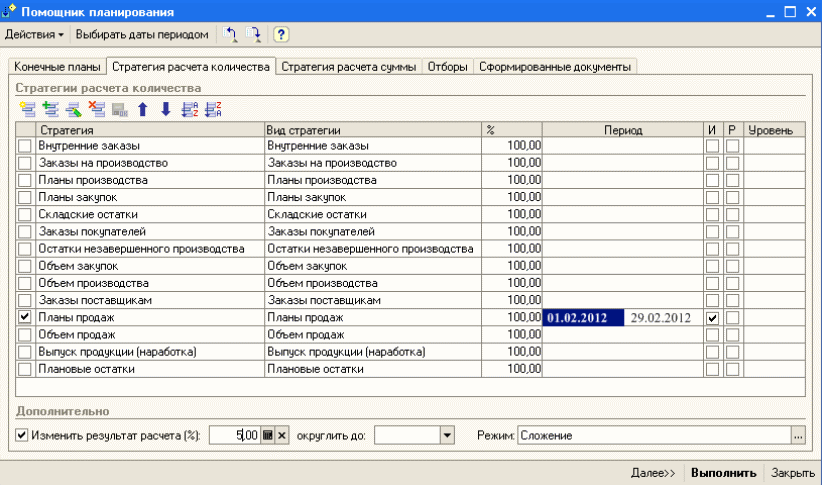 Помощник планирования
Действия Выбирать даты периодом ?
Конечные планы Стратегия расчета количества Стратегия расчета суммы Отборы Сформированные документы
Стратегии расчета количества
Стратегия Вид стратегии % Период И Р Уровень
Внутренние заказы Внутренние заказы 100,00
Заказы на производство Заказы на производство 100,00
Планы производства Планы производства 100,00
Планы закупок Планы закупок 100,00
Складские остатки Складские остатки 100,00
Заказы покупателей Заказы покупателей 100,00
Остатки незавершенного производства Остатки незавершенного производства 100,00
Объем закупок Объем закупок 100,00
Объем производства Объем производства 100,00
Заказы поставщикам Заказы поставщикам 100,00
Планы продаж Планы продаж 100,00 01.02.2012 29.02.2012
Объем продаж Объем продаж 100,00
Выпуск продукции (наработка) Выпуск продукции (наработка) 100,00
Плановые остатки Плановые остатки 100,00
Дополнительно
Изменить результат расчета (%): 5,00 округлить до: Режим: Сложение ...
Далее>> Выполнить Закрыть